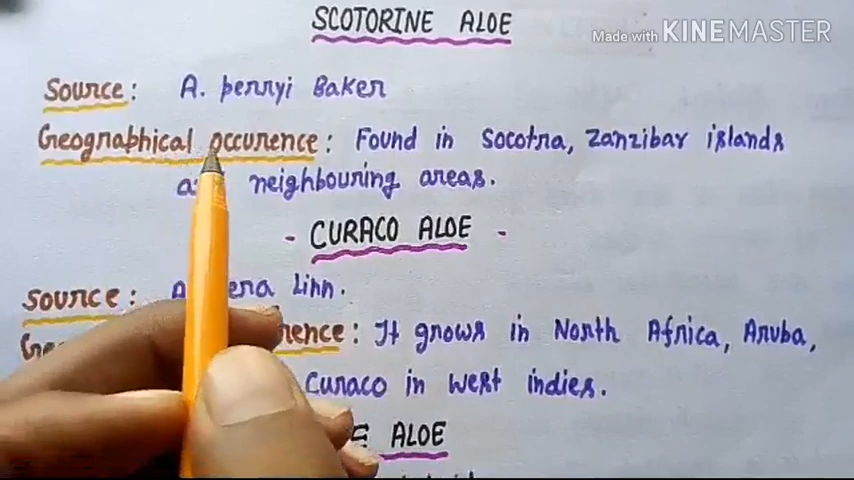 SCOTORINE ALOE
Made with KINEMASTER
Source: A. perryi Baker
Geographical occurence: Found in Socotra, Zanzibar islands
neighbouring areas.
- CURACO ALOE -
Source: Linn.
It grows in North Africa, Aruba,
Curaco in west indies.
ALOE